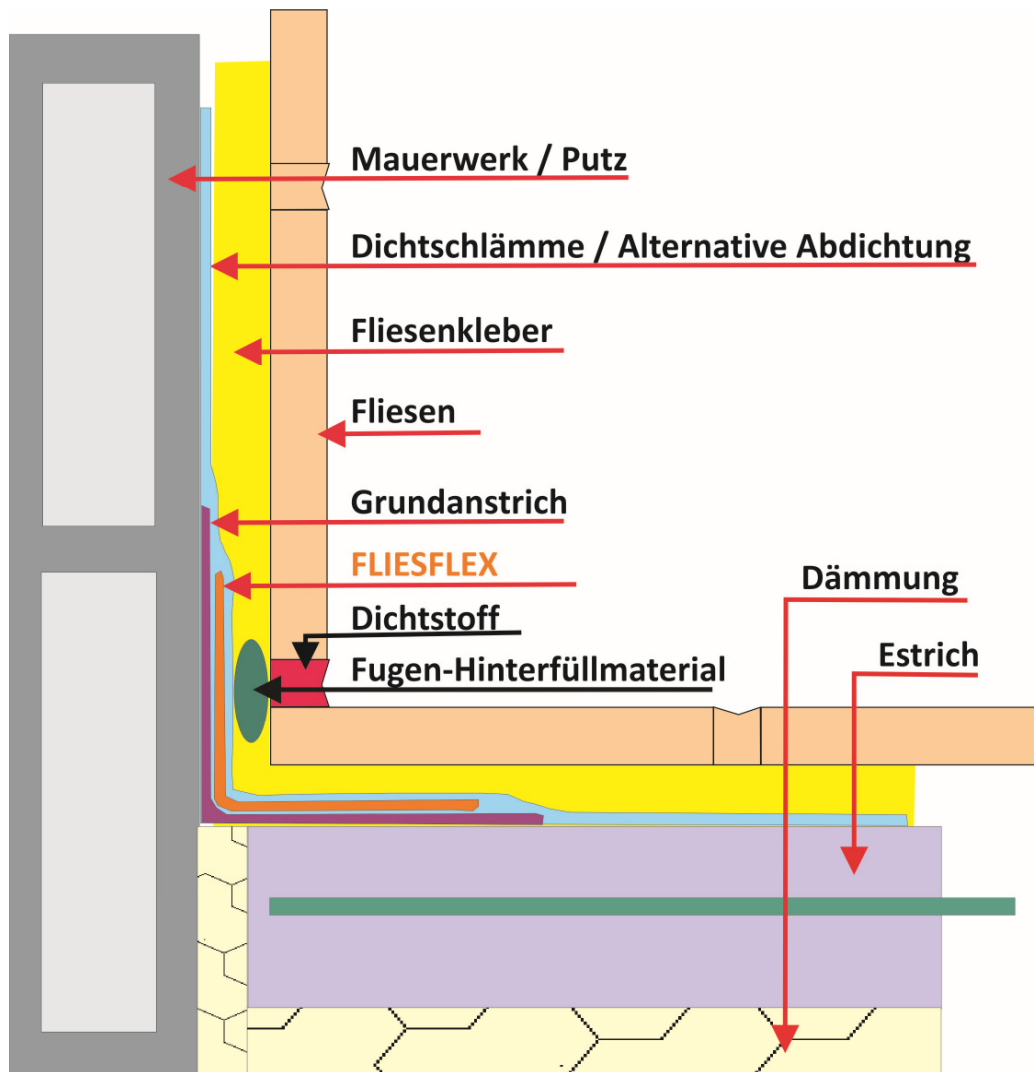 Mauerwerk / Putz
Dichtschlämme / Alternative Abdichtung
Fliesenkleber
Fliesen
Grundanstrich
FLIESFLEX
Dämmung
Dichtstoff
Estrich
Fugen-Hinterfüllmaterial